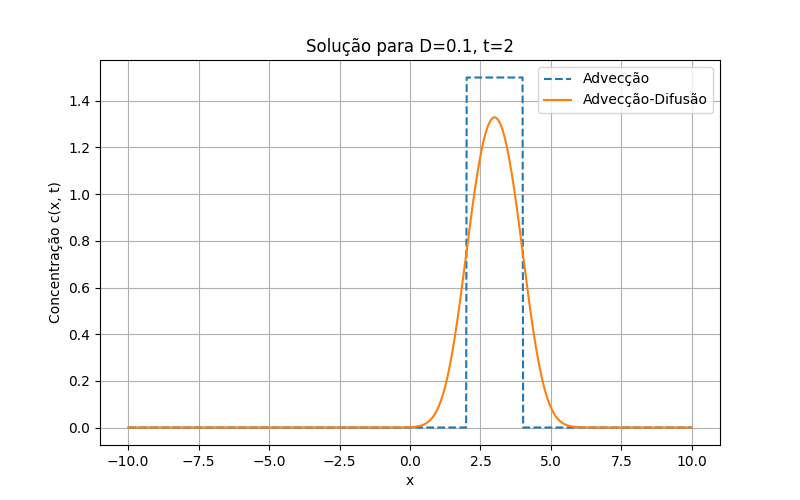 Solução para D=0.1, t=2
Advecção
Advecção-Difusão
Concentração c(x, t)
1.4
1.2
1.0
0.8
0.6
0.4
0.2
0.0
−10.0 −7.5 −5.0 −2.5 0.0 2.5 5.0 7.5 10.0
x